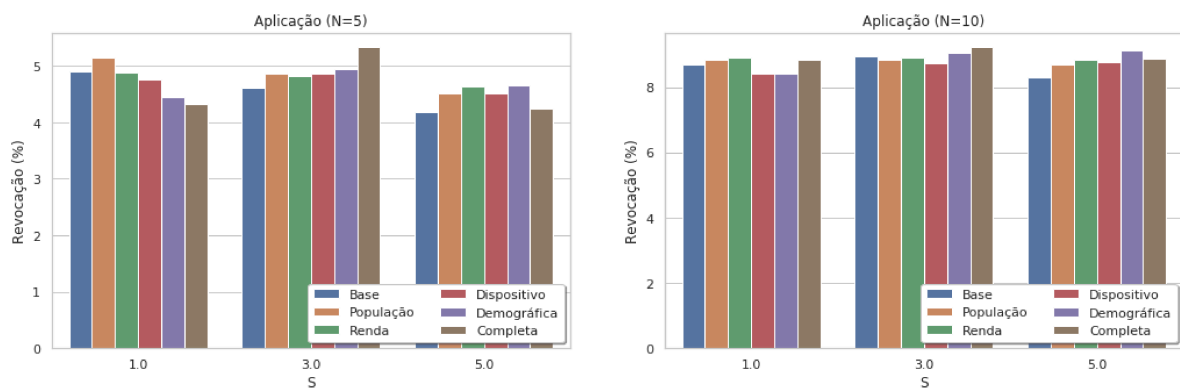 Aplicação (N=5)
Revocação (%)
5
4
3
2
1
0
Base
População
Renda
Dispositivo
Demográfica
Completa
1.0
3.0
5.0
S
Aplicação (N=10)
Revocação (%)
8
6
4
2
0
Base
População
Renda
Dispositivo
Demográfica
Completa
1.0
3.0
5.0
S